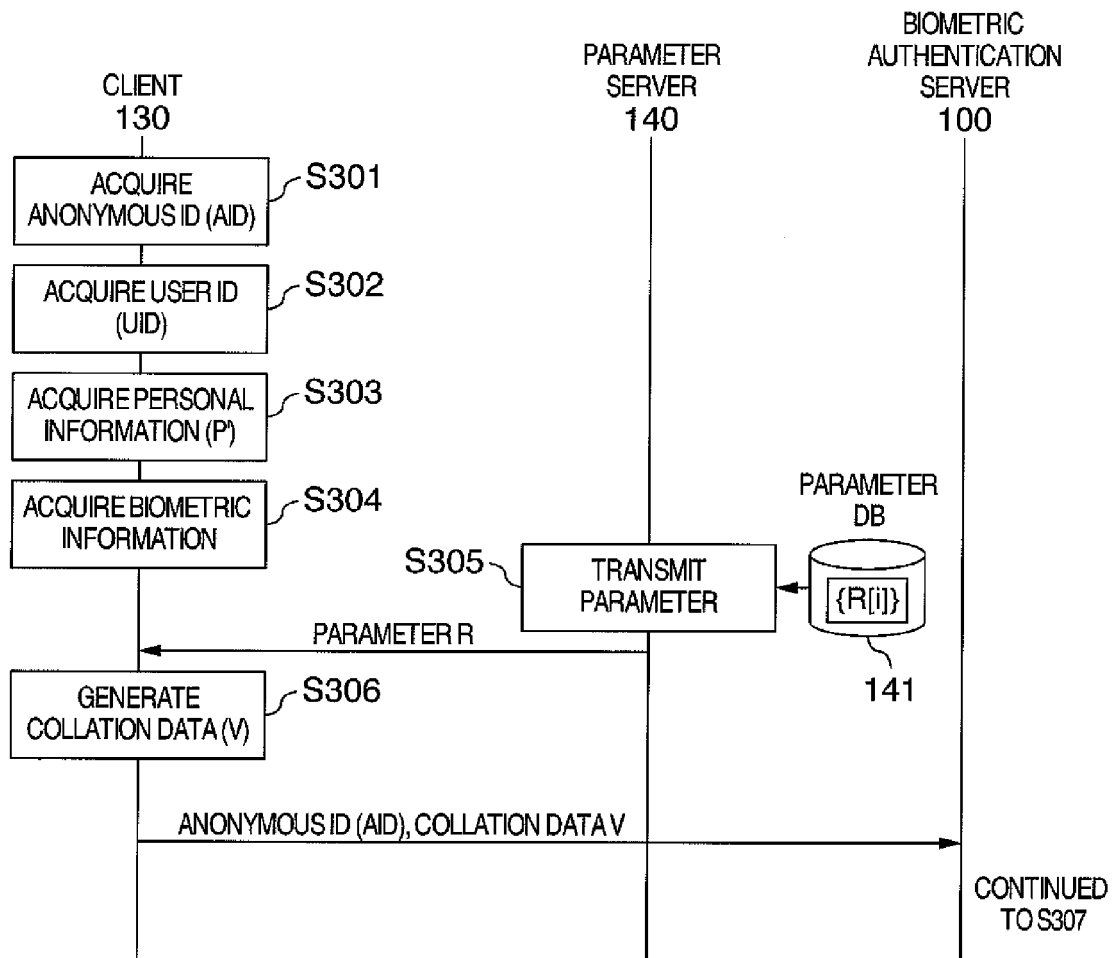 BIOMETRIC
AUTHENTICATION
SERVER
100
PARAMETER
SERVER
140
CLIENT
130
ACQUIRE
ANONYMOUS ID (AID)
S301
ACQUIRE USER ID
(UID)
S302
ACQUIRE PERSONAL
INFORMATION (P')
S303
ACQUIRE BIOMETRIC
INFORMATION
S304
PARAMETER
DB
{R[i]}
141
S305
TRANSMIT
PARAMETER
PARAMETER R
GENERATE
COLLATION DATA (V)
S306
ANONYMOUS ID (AID), COLLATION DATA V
CONTINUED
TO S307